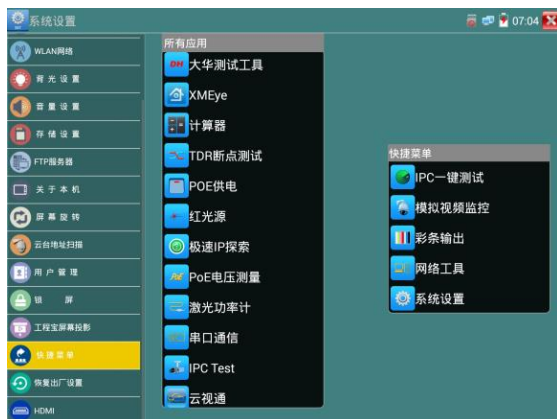 系统设置
07:04
WLAN网络
背光设置
音量设置
存储设置
FTP服务器
关于本机
屏幕旋转
云台地址扫描
用户管理
锁 屏
工程宝屏幕投影
快捷菜单
恢复出厂设置
HDMI
所有应用
大华测试工具
XMEye
计算器
TDR断点测试
POE供电
红光源
极速IP探索
PoE电压测量
激光功率计
串口通信
IPC Test
云视通
快捷菜单
IPC一键测试
模拟视频监控
彩条输出
网络工具
系统设置